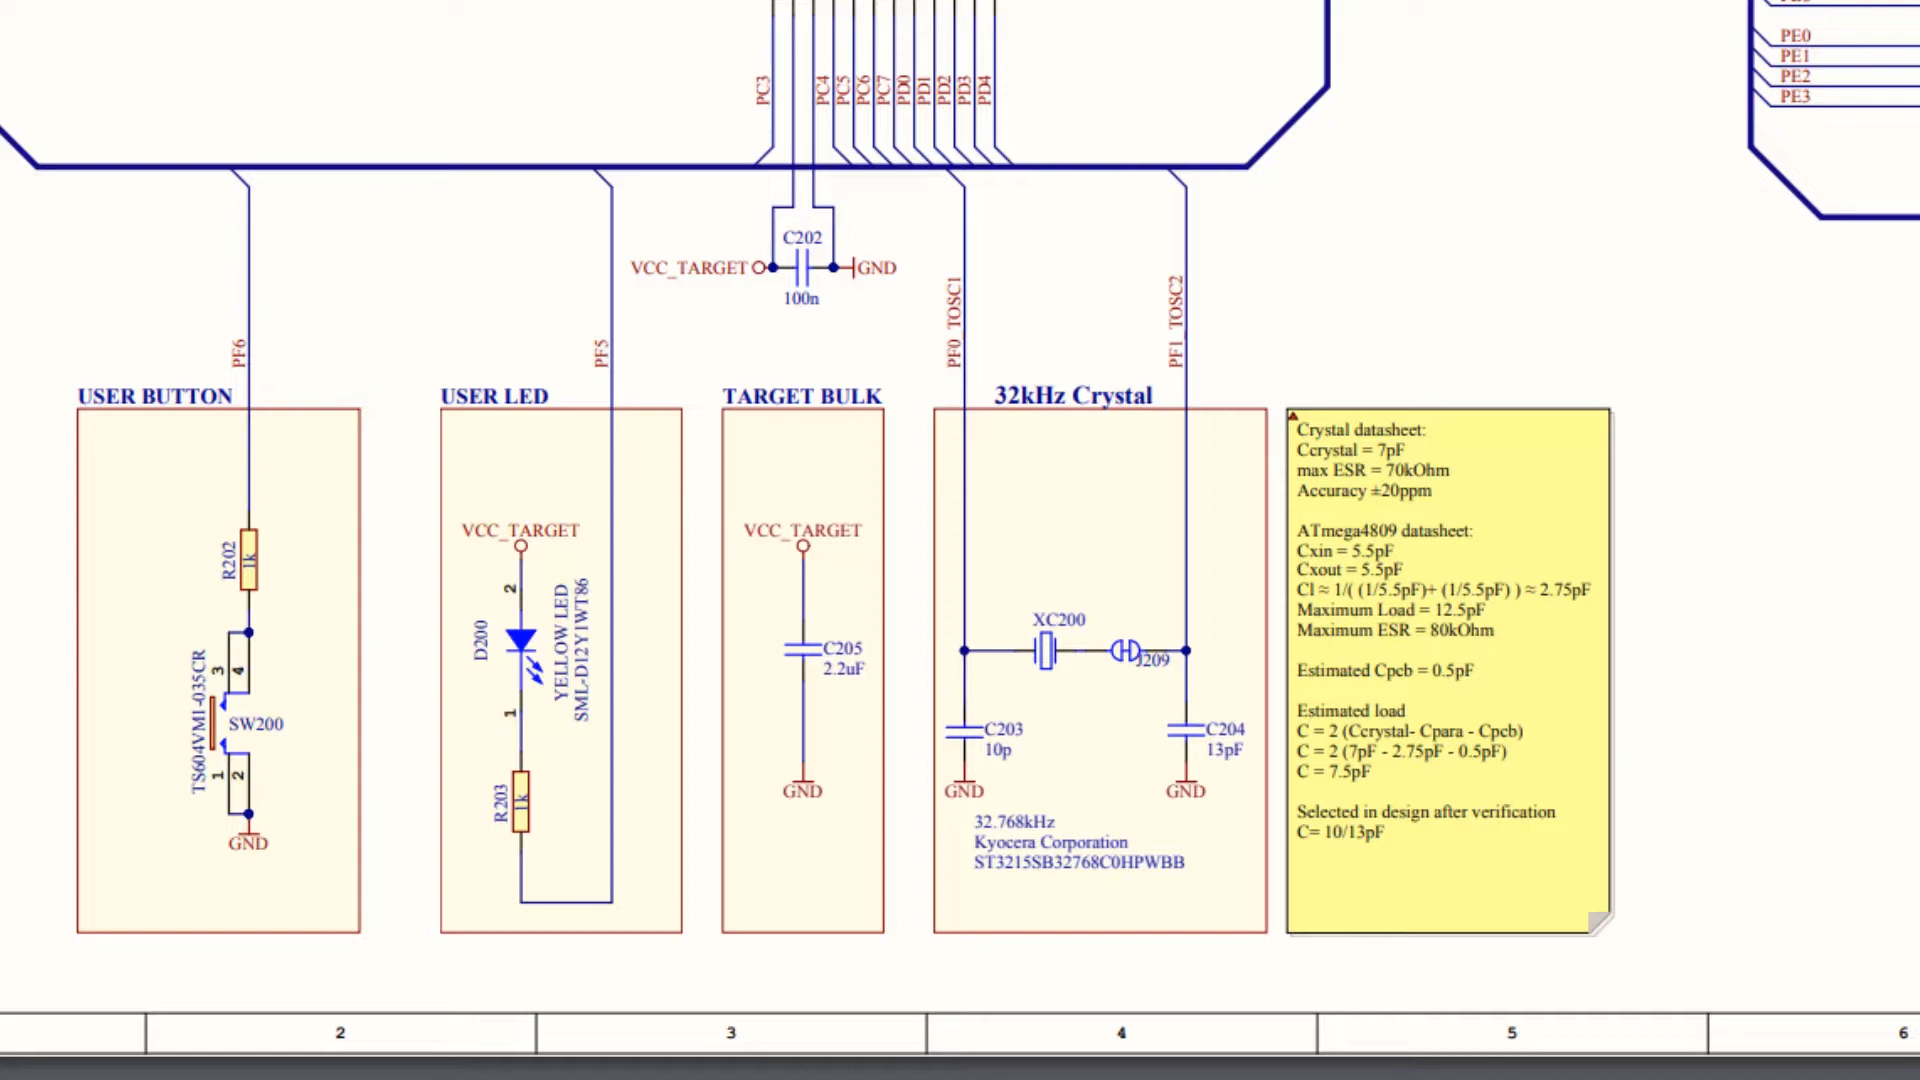 PC3
PC4
PC5
PC6
PC7
PD0
PD1
PD2
PD3
PD4
PE0
PE1
PE2
PE3
C202
VCC_TARGET
GND
100n
PF6
PF5
PF0_TOSC1
PF1_TOSC2
USER BUTTON
R202
1k
3
4
TS604VM1-035CR
SW200
1
2
GND
USER LED
VCC_TARGET
2
D200
YELLOW LED
SML-D12Y1WT86
1
R203
1k
TARGET BULK
VCC_TARGET
C205
2.2uF
GND
32kHz Crystal
XC200
J209
C203
10p
GND
C204
13pF
GND
32.768kHz
Kyocera Corporation
ST3215SB32768C0HPWBB
Crystal datasheet:
Ccrystal = 7pF
max ESR = 70kOhm
Accuracy ±20ppm
ATmega4809 datasheet:
Cxin = 5.5pF
Cxout = 5.5pF
Cl ≈ 1/( (1/5.5pF)+ (1/5.5pF) ) ≈ 2.75pF
Maximum Load = 12.5pF
Maximum ESR = 80kOhm
Estimated Cpcb = 0.5pF
Estimated load
C = 2 (Ccrystal- Cpara - Cpcb)
C = 2 (7pF - 2.75pF - 0.5pF)
C = 7.5pF
Selected in design after verification
C= 10/13pF
2
3
4
5
6